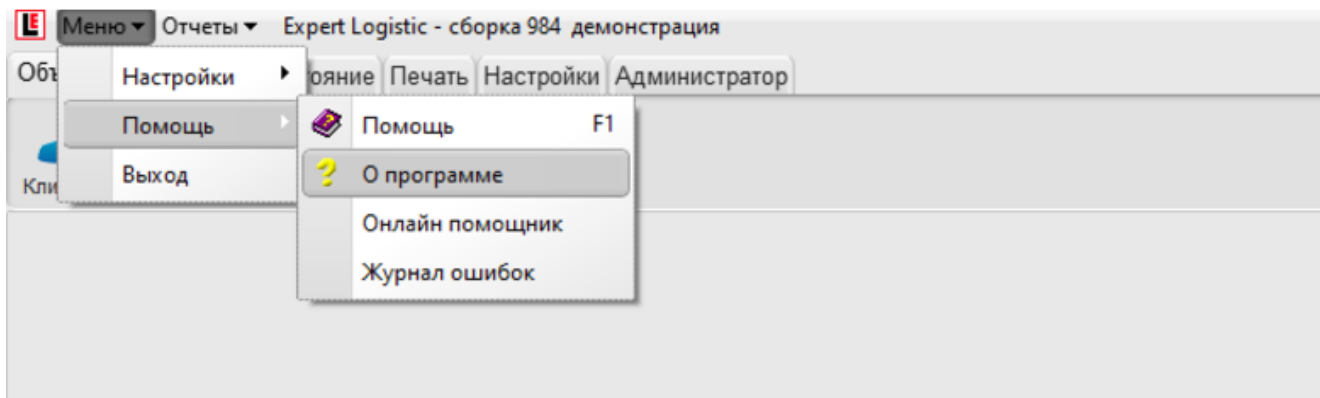 Меню Отчеты Expert Logistic - сборка 984 демонстрация
Печать Настройки Администратор
Настройки
Помощь
Выход
Помощь F1
О программе
Онлайн помощник
Журнал ошибок